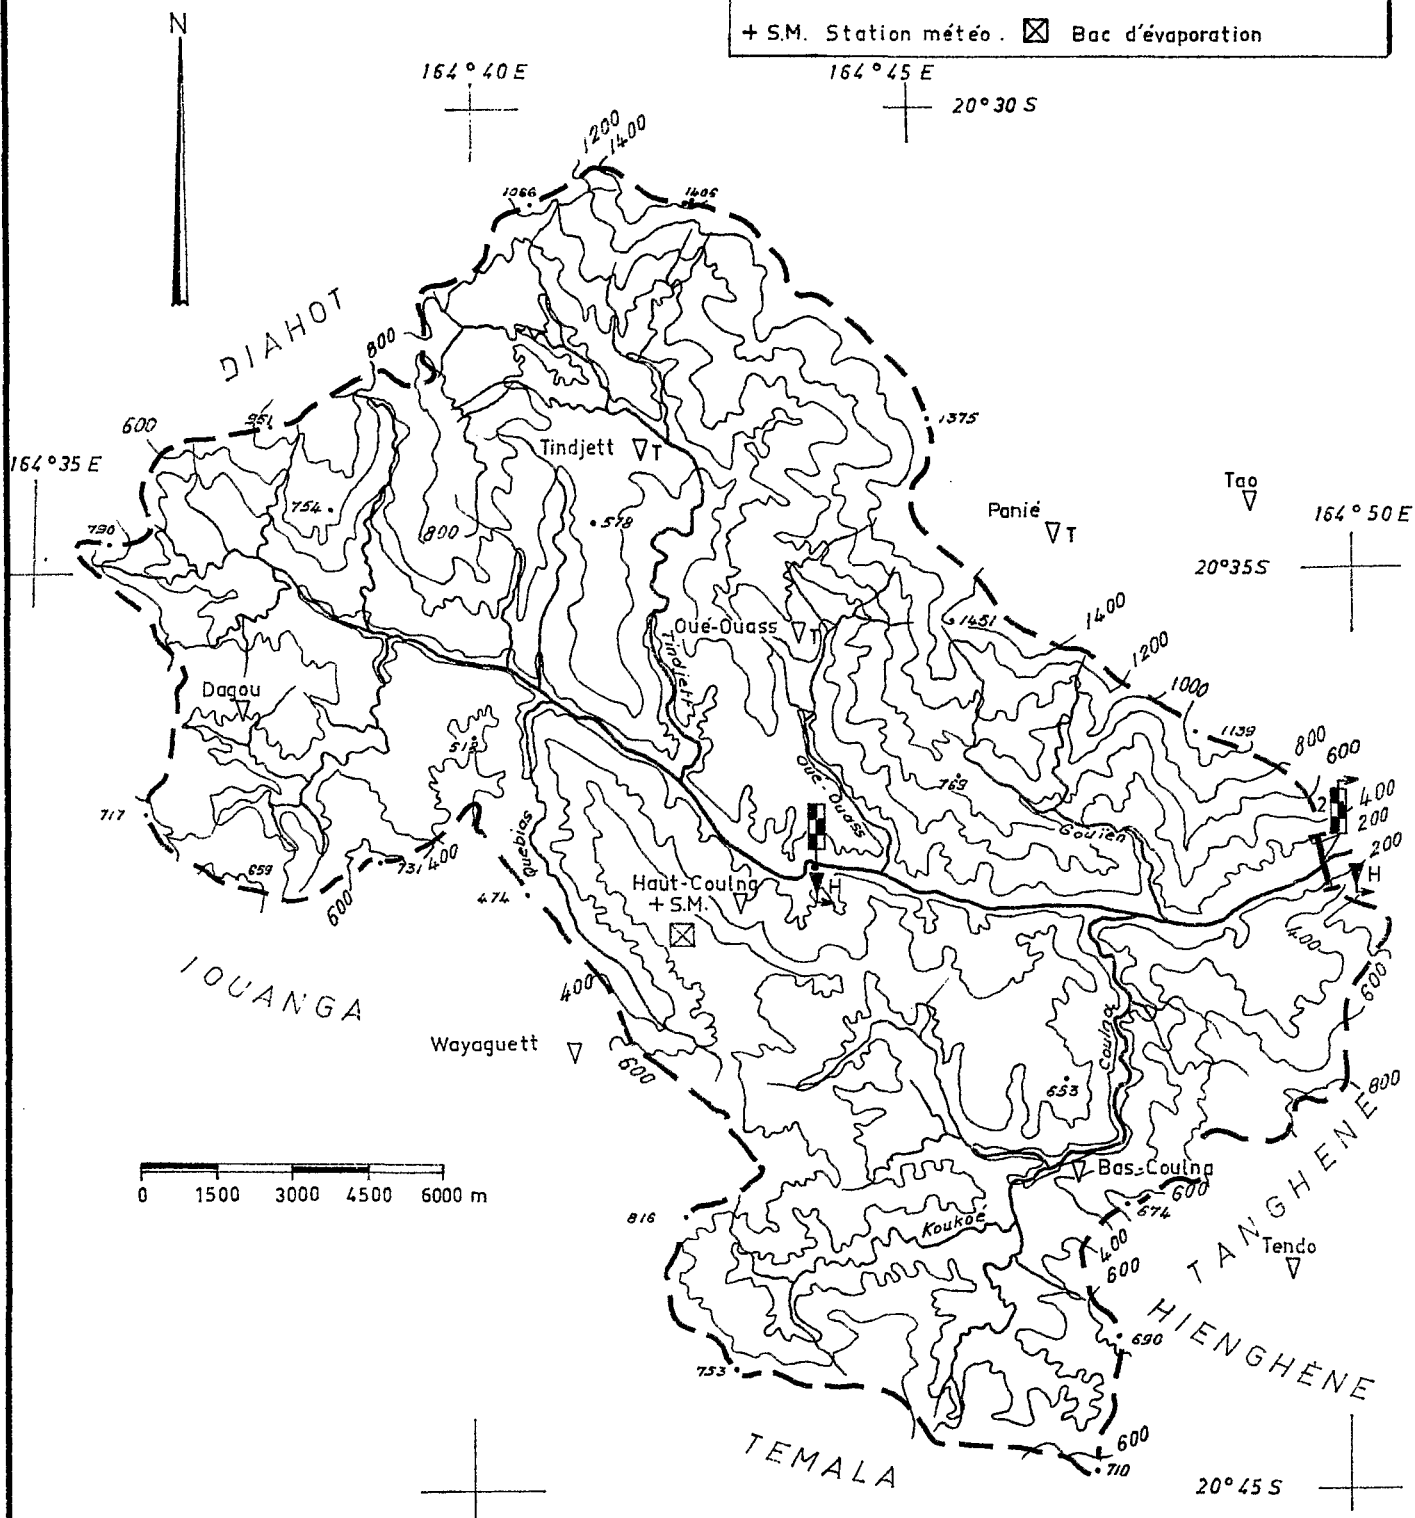 N
+ S.M. Station météo. Bac d'évaporation
164° 40 E
164° 45 E
20° 30 S
1200
1400
1066
1405
DIAHOT
800
600
951
1375
164° 35 E
Tindjett
T
Tao
754
578
Panié
T
164° 50 E
790
800
20° 35 S
Oué-Ouass
T
1451
1400
1200
Tindjett
Dagou
1000
518
1139
800
600
Oué-Ouass
769
2
400
717
Gouien
200
200
659
731
400
600
474
Haut-Coulna
+ S.M.
H
H
400
IOUANGA
400
600
Coulna
Wayaguett
600
653
800
Bas-Coulna
0 1500 3000 4500 6000 m
600
674
816
Koukoé
400
600
TANGHENE
Tendo
HIENGHÈNE
690
753
TEMALA
600
710
20° 45 S